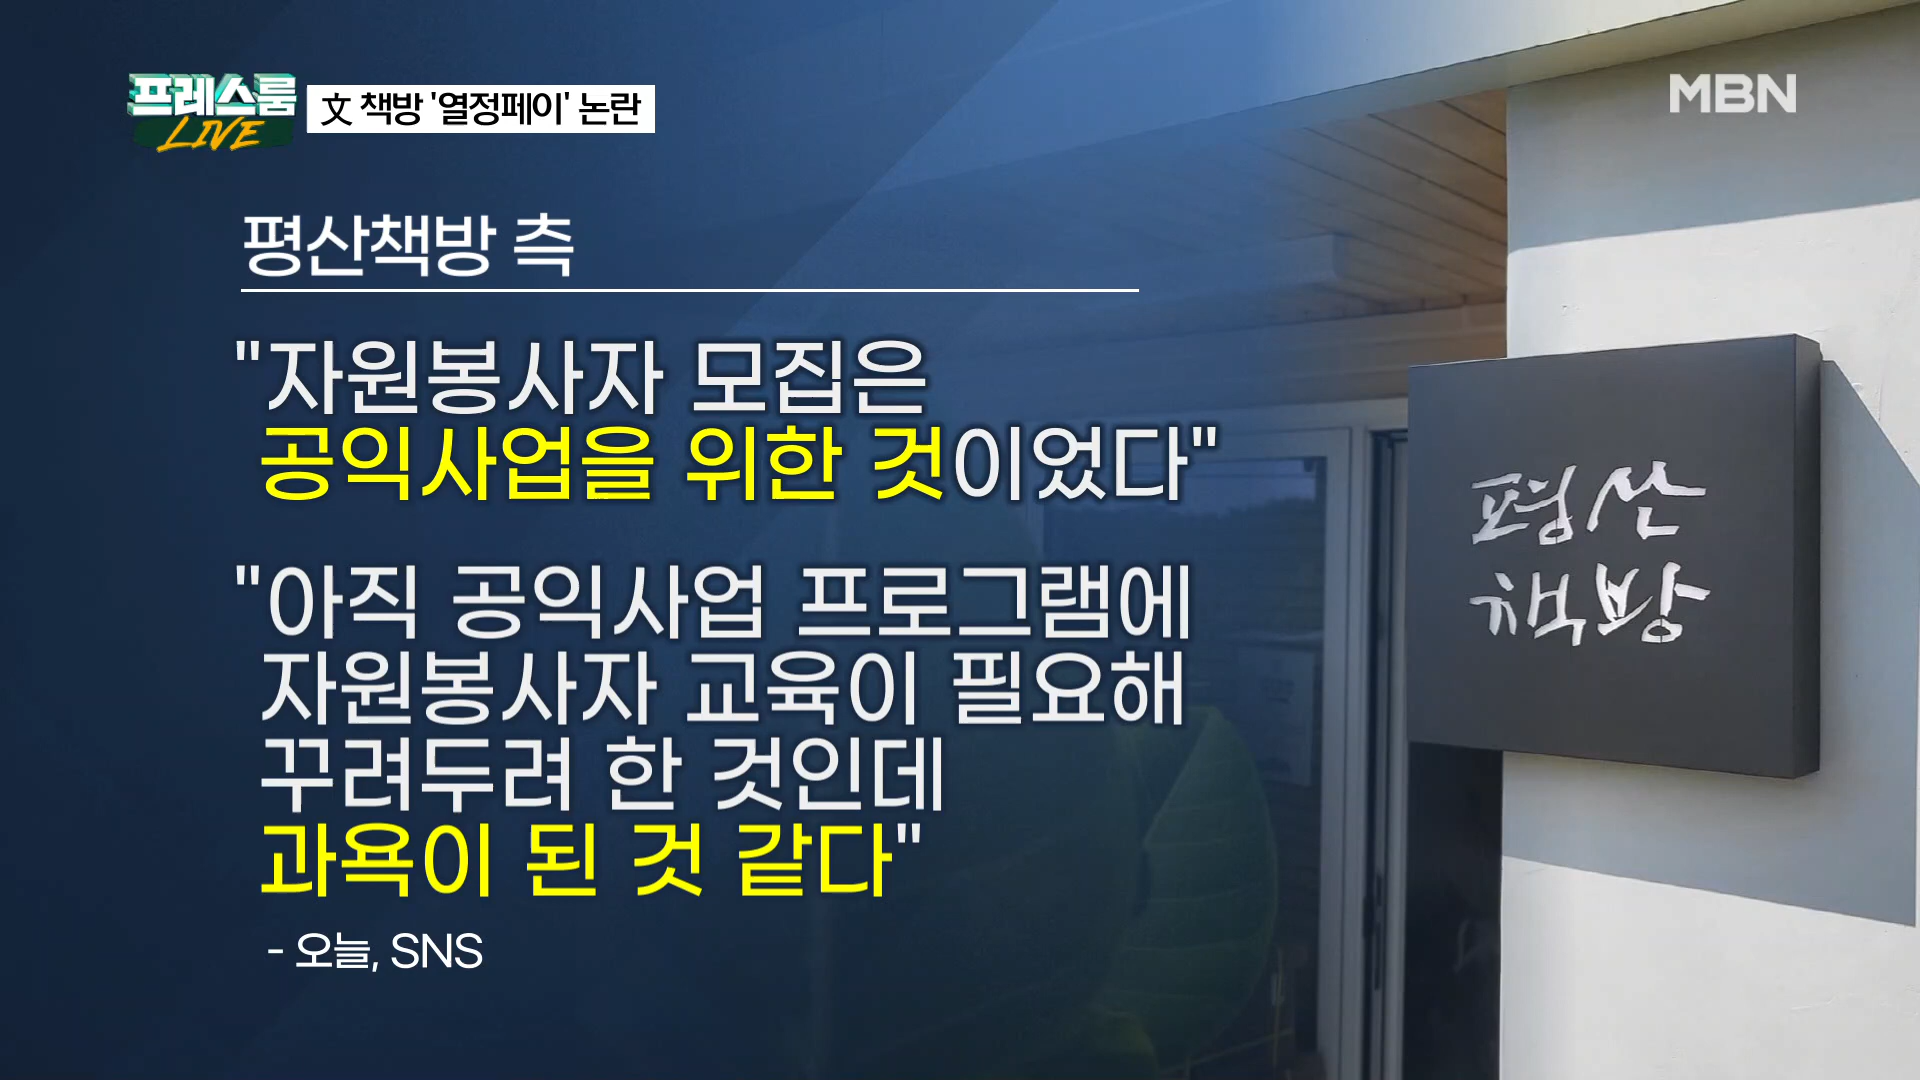 프레스룸
LIVE
文 책방 '열정페이' 논란
MBN
평산책방 측
"자원봉사자 모집은
공익사업을 위한 것이었다"
"아직 공익사업 프로그램에
자원봉사자 교육이 필요해
꾸려두려 한 것인데
과욕이 된 것 같다"
- 오늘, SNS
평산
책방